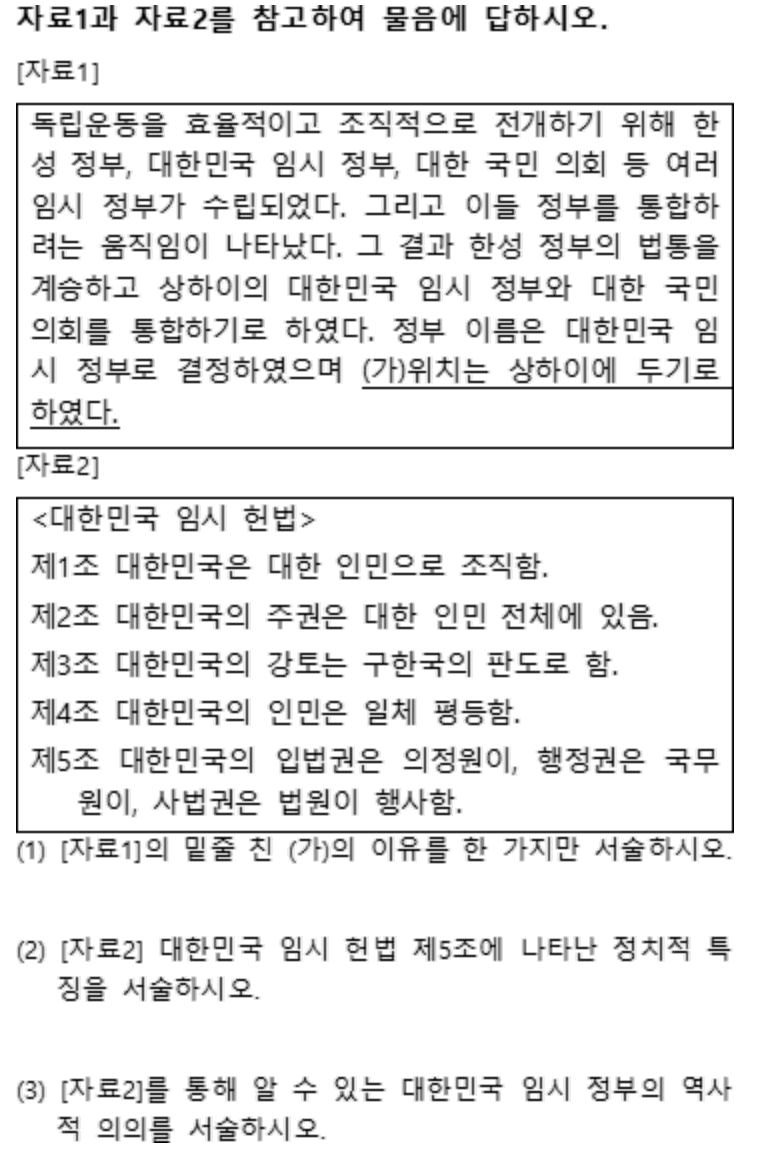 자료1과 자료2를 참고하여 물음에 답하시오.
[자료1]
독립운동을 효율적이고 조직적으로 전개하기 위해 한
성 정부, 대한민국 임시 정부, 대한 국민 의회 등 여러
임시 정부가 수립되었다. 그리고 이들 정부를 통합하
려는 움직임이 나타났다. 그 결과 한성 정부의 법통을
계승하고 상하이의 대한민국 임시 정부와 대한 국민
의회를 통합하기로 하였다. 정부 이름은 대한민국 임
시 정부로 결정하였으며 (가)위치는 상하이에 두기로
하였다.
[자료2]
<대한민국 임시 헌법>
제1조 대한민국은 대한 인민으로 조직함.
제2조 대한민국의 주권은 대한 인민 전체에 있음.
제3조 대한민국의 강토는 구한국의 판도로 함.
제4조 대한민국의 인민은 일체 평등함.
제5조 대한민국의 입법권은 의정원이, 행정권은 국무
원이, 사법권은 법원이 행사함.
(1) [자료1]의 밑줄 친 (가)의 이유를 한 가지만 서술하시오.
(2) [자료2] 대한민국 임시 헌법 제5조에 나타난 정치적 특
징을 서술하시오.
(3) [자료2]를 통해 알 수 있는 대한민국 임시 정부의 역사
적 의의를 서술하시오.